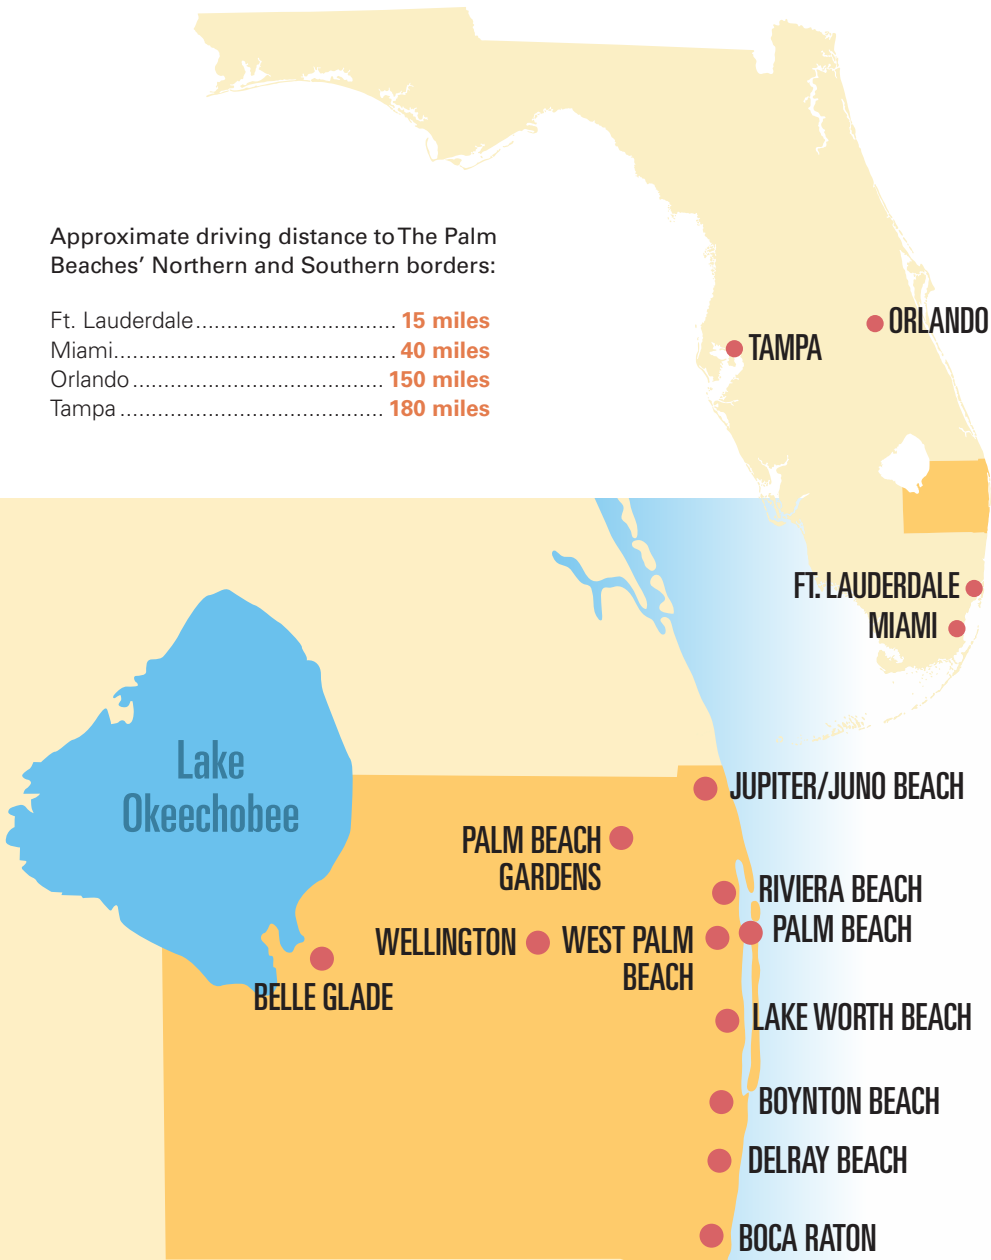 Approximate driving distance to The Palm
Beaches’ Northern and Southern borders:
Ft. Lauderdale................................ 15 miles
Miami............................................. 40 miles
Orlando........................................ 150 miles
Tampa.......................................... 180 miles
ORLANDO
TAMPA
FT. LAUDERDALE
MIAMI
Lake
Okeechobee
JUPITER/JUNO BEACH
PALM BEACH
GARDENS
RIVIERA BEACH
PALM BEACH
WELLINGTON
WEST PALM
BEACH
BELLE GLADE
LAKE WORTH BEACH
BOYNTON BEACH
DELRAY BEACH
BOCA RATON